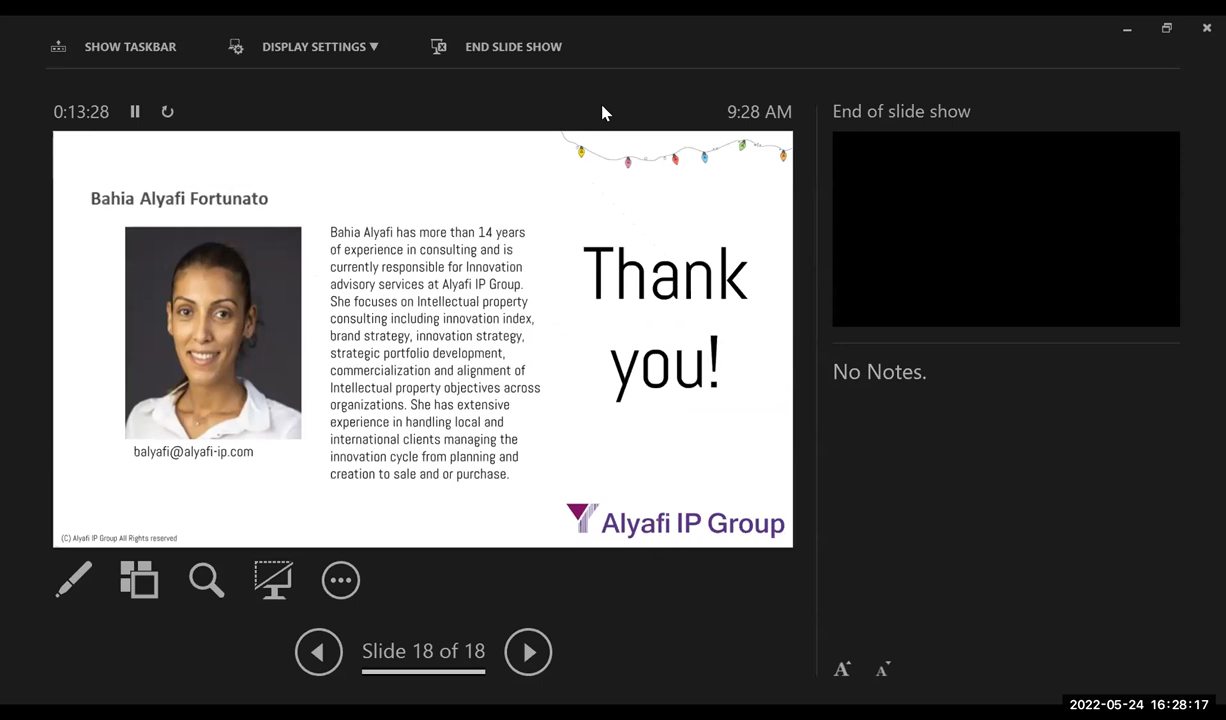 SHOW TASKBAR
DISPLAY SETTINGS ▼
END SLIDE SHOW
0:13:28
9:28 AM
End of slide show
Bahia Alyafi Fortunato
Bahia Alyafi has more than 14 years
of experience in consulting and is
currently responsible for Innovation
advisory services at Alyafi IP Group.
She focuses on Intellectual property
consulting including innovation index,
brand strategy, innovation strategy,
strategic portfolio development,
commercialization and alignment of
Intellectual property objectives across
organizations. She has extensive
experience in handling local and
international clients managing the
innovation cycle from planning and
creation to sale and or purchase.
balyafi@alyafi-ip.com
Thank
you!
Alyafi IP Group
(C) Alyafi IP Group All Rights reserved
No Notes.
Slide 18 of 18
A A
2022-05-24 16:28:17